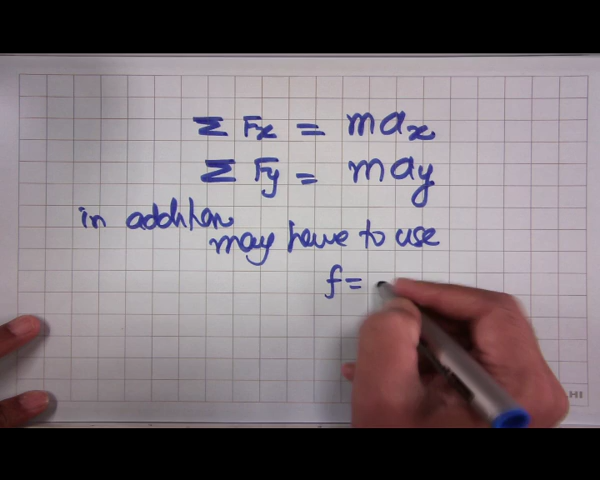 Σ Fx = max
Σ Fy = may
in addition
may have to use
f =